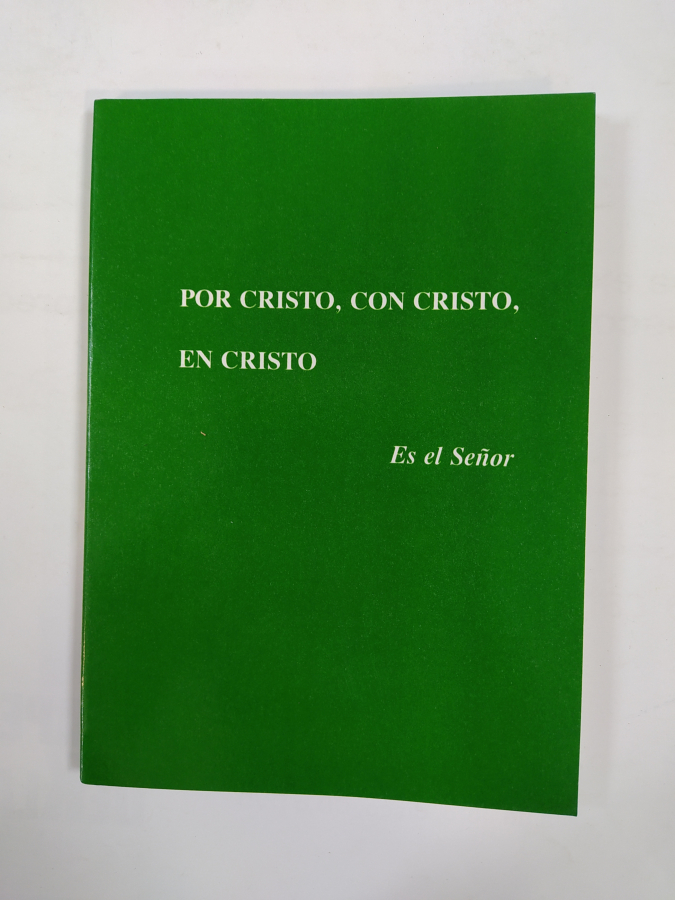 POR CRISTO, CON CRISTO,
EN CRISTO
Es el Señor